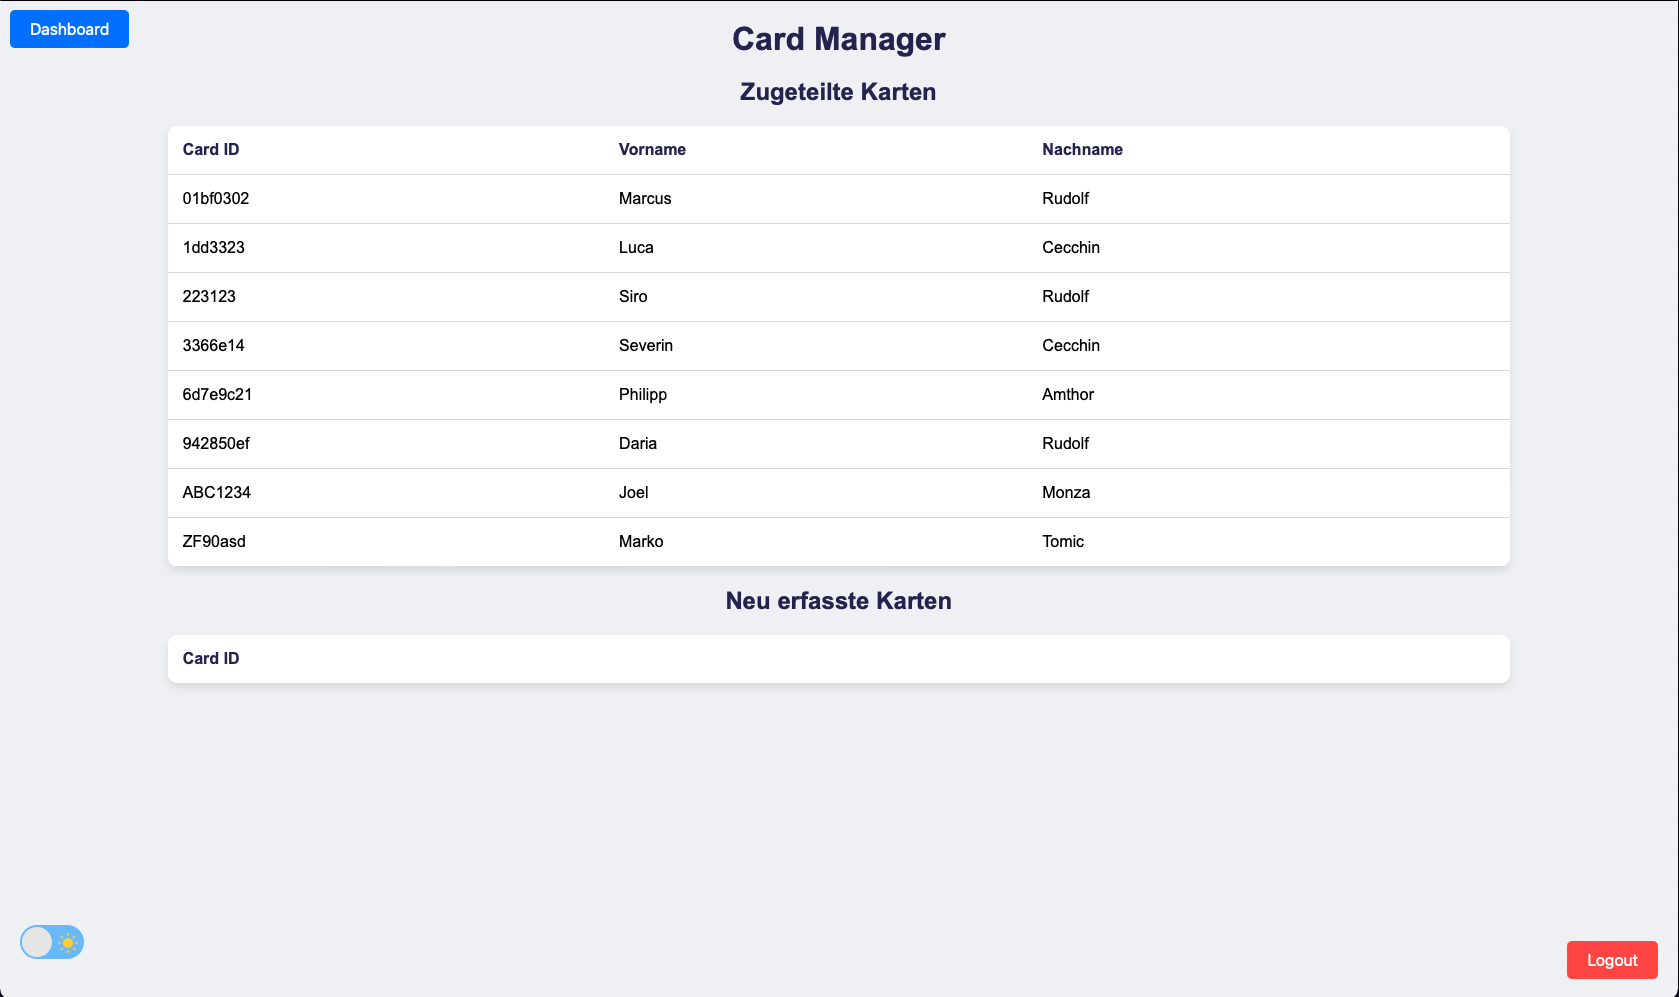 Dashboard
Card Manager
Zugeteilte Karten
Card ID Vorname Nachname
01bf0302 Marcus Rudolf
1dd3323 Luca Cecchin
223123 Siro Rudolf
3366e14 Severin Cecchin
6d7e9c21 Philipp Amthor
942850ef Daria Rudolf
ABC1234 Joel Monza
ZF90asd Marko Tomic
Neu erfasste Karten
Card ID
Logout